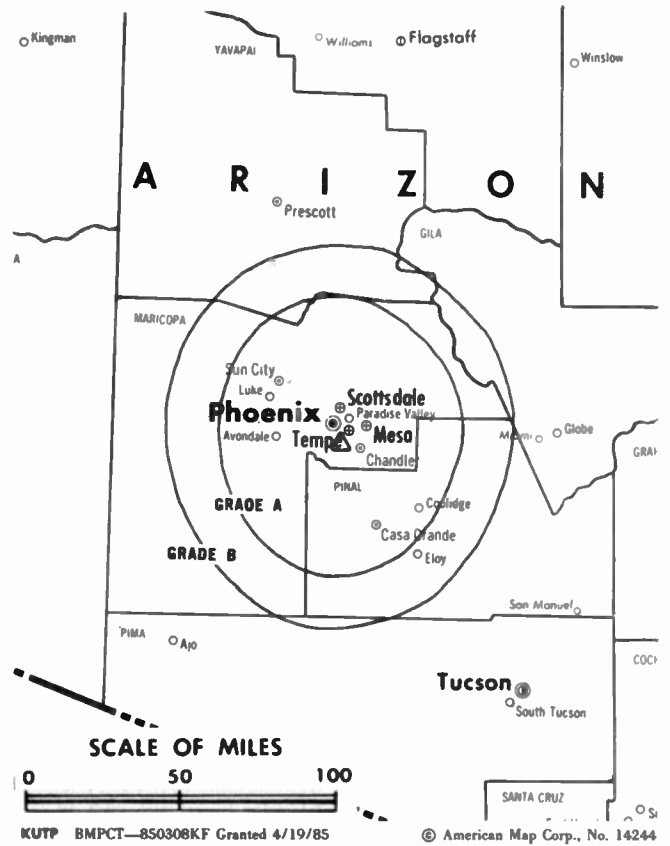 Kingman
Williams
Flagstaff
Winslow
YAVAPAI
A R I Z O N
Prescott
GILA
A
MARICOPA
Sun City
Luke
Scottsdale
Phoenix
Paradise Valley
Avondale
Mesa
Globe
Chandler
PINAL
GRADE A
Coolidge
Casa Grande
GRADE B
Eloy
San Manuel
PIMA
Ajo
COCH
Tucson
South Tucson
SCALE OF MILES
0 50 100
SANTA CRUZ
KUTP BMPCT—850308KF Granted 4/19/85
© American Map Corp., No. 14244